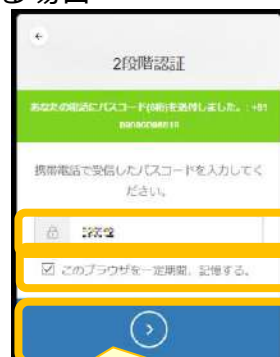 2段階認証
あなたの電話にパスコード(6桁)を送付しました。: +81
携帯電話で受信したパスコードを入力してく
ださい。
このブラウザを一定期間、記憶する。